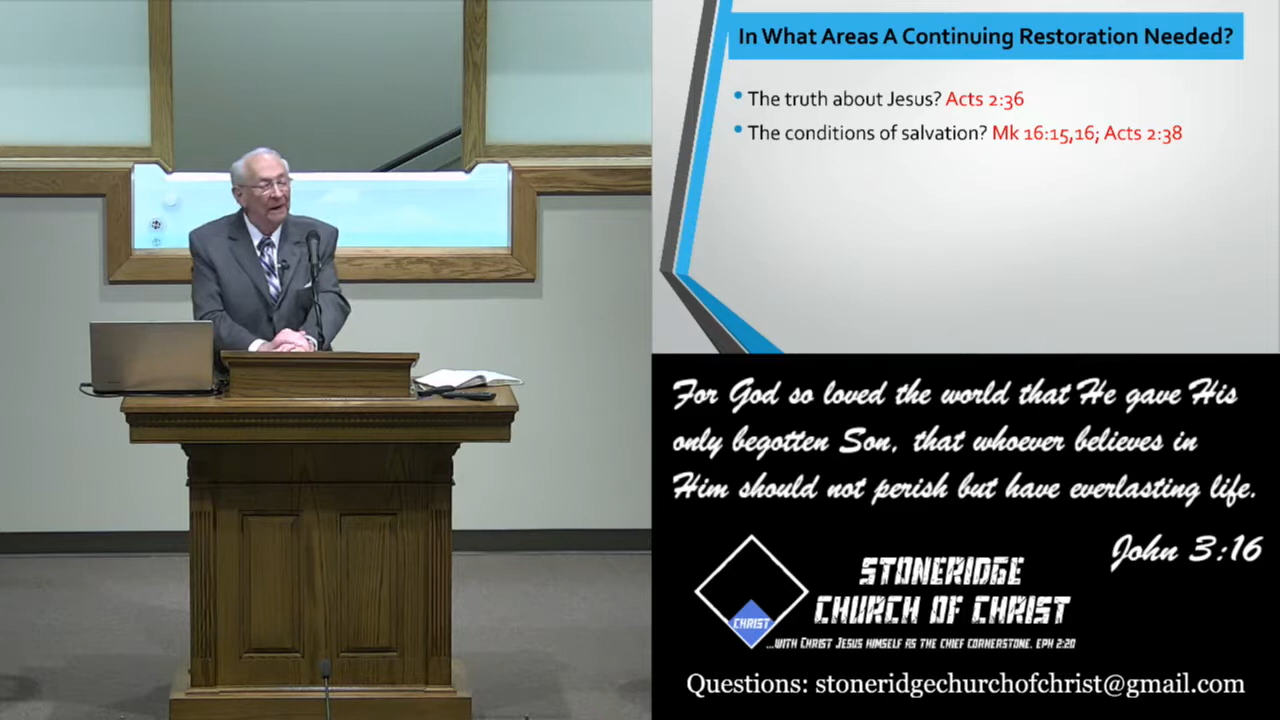 In What Areas A Continuing Restoration Needed?
• The truth about Jesus? Acts 2:36
• The conditions of salvation? Mk 16:15,16; Acts 2:38
For God so loved the world that He gave His
only begotten Son, that whoever believes in
Him should not perish but have everlasting life.
John 3:16
CHRIST
STONERIDGE
CHURCH OF CHRIST
...WITH CHRIST JESUS HIMSELF AS THE CHIEF CORNERSTONE. EPH 2:20
Questions: stoneridgechurchofchrist@gmail.com